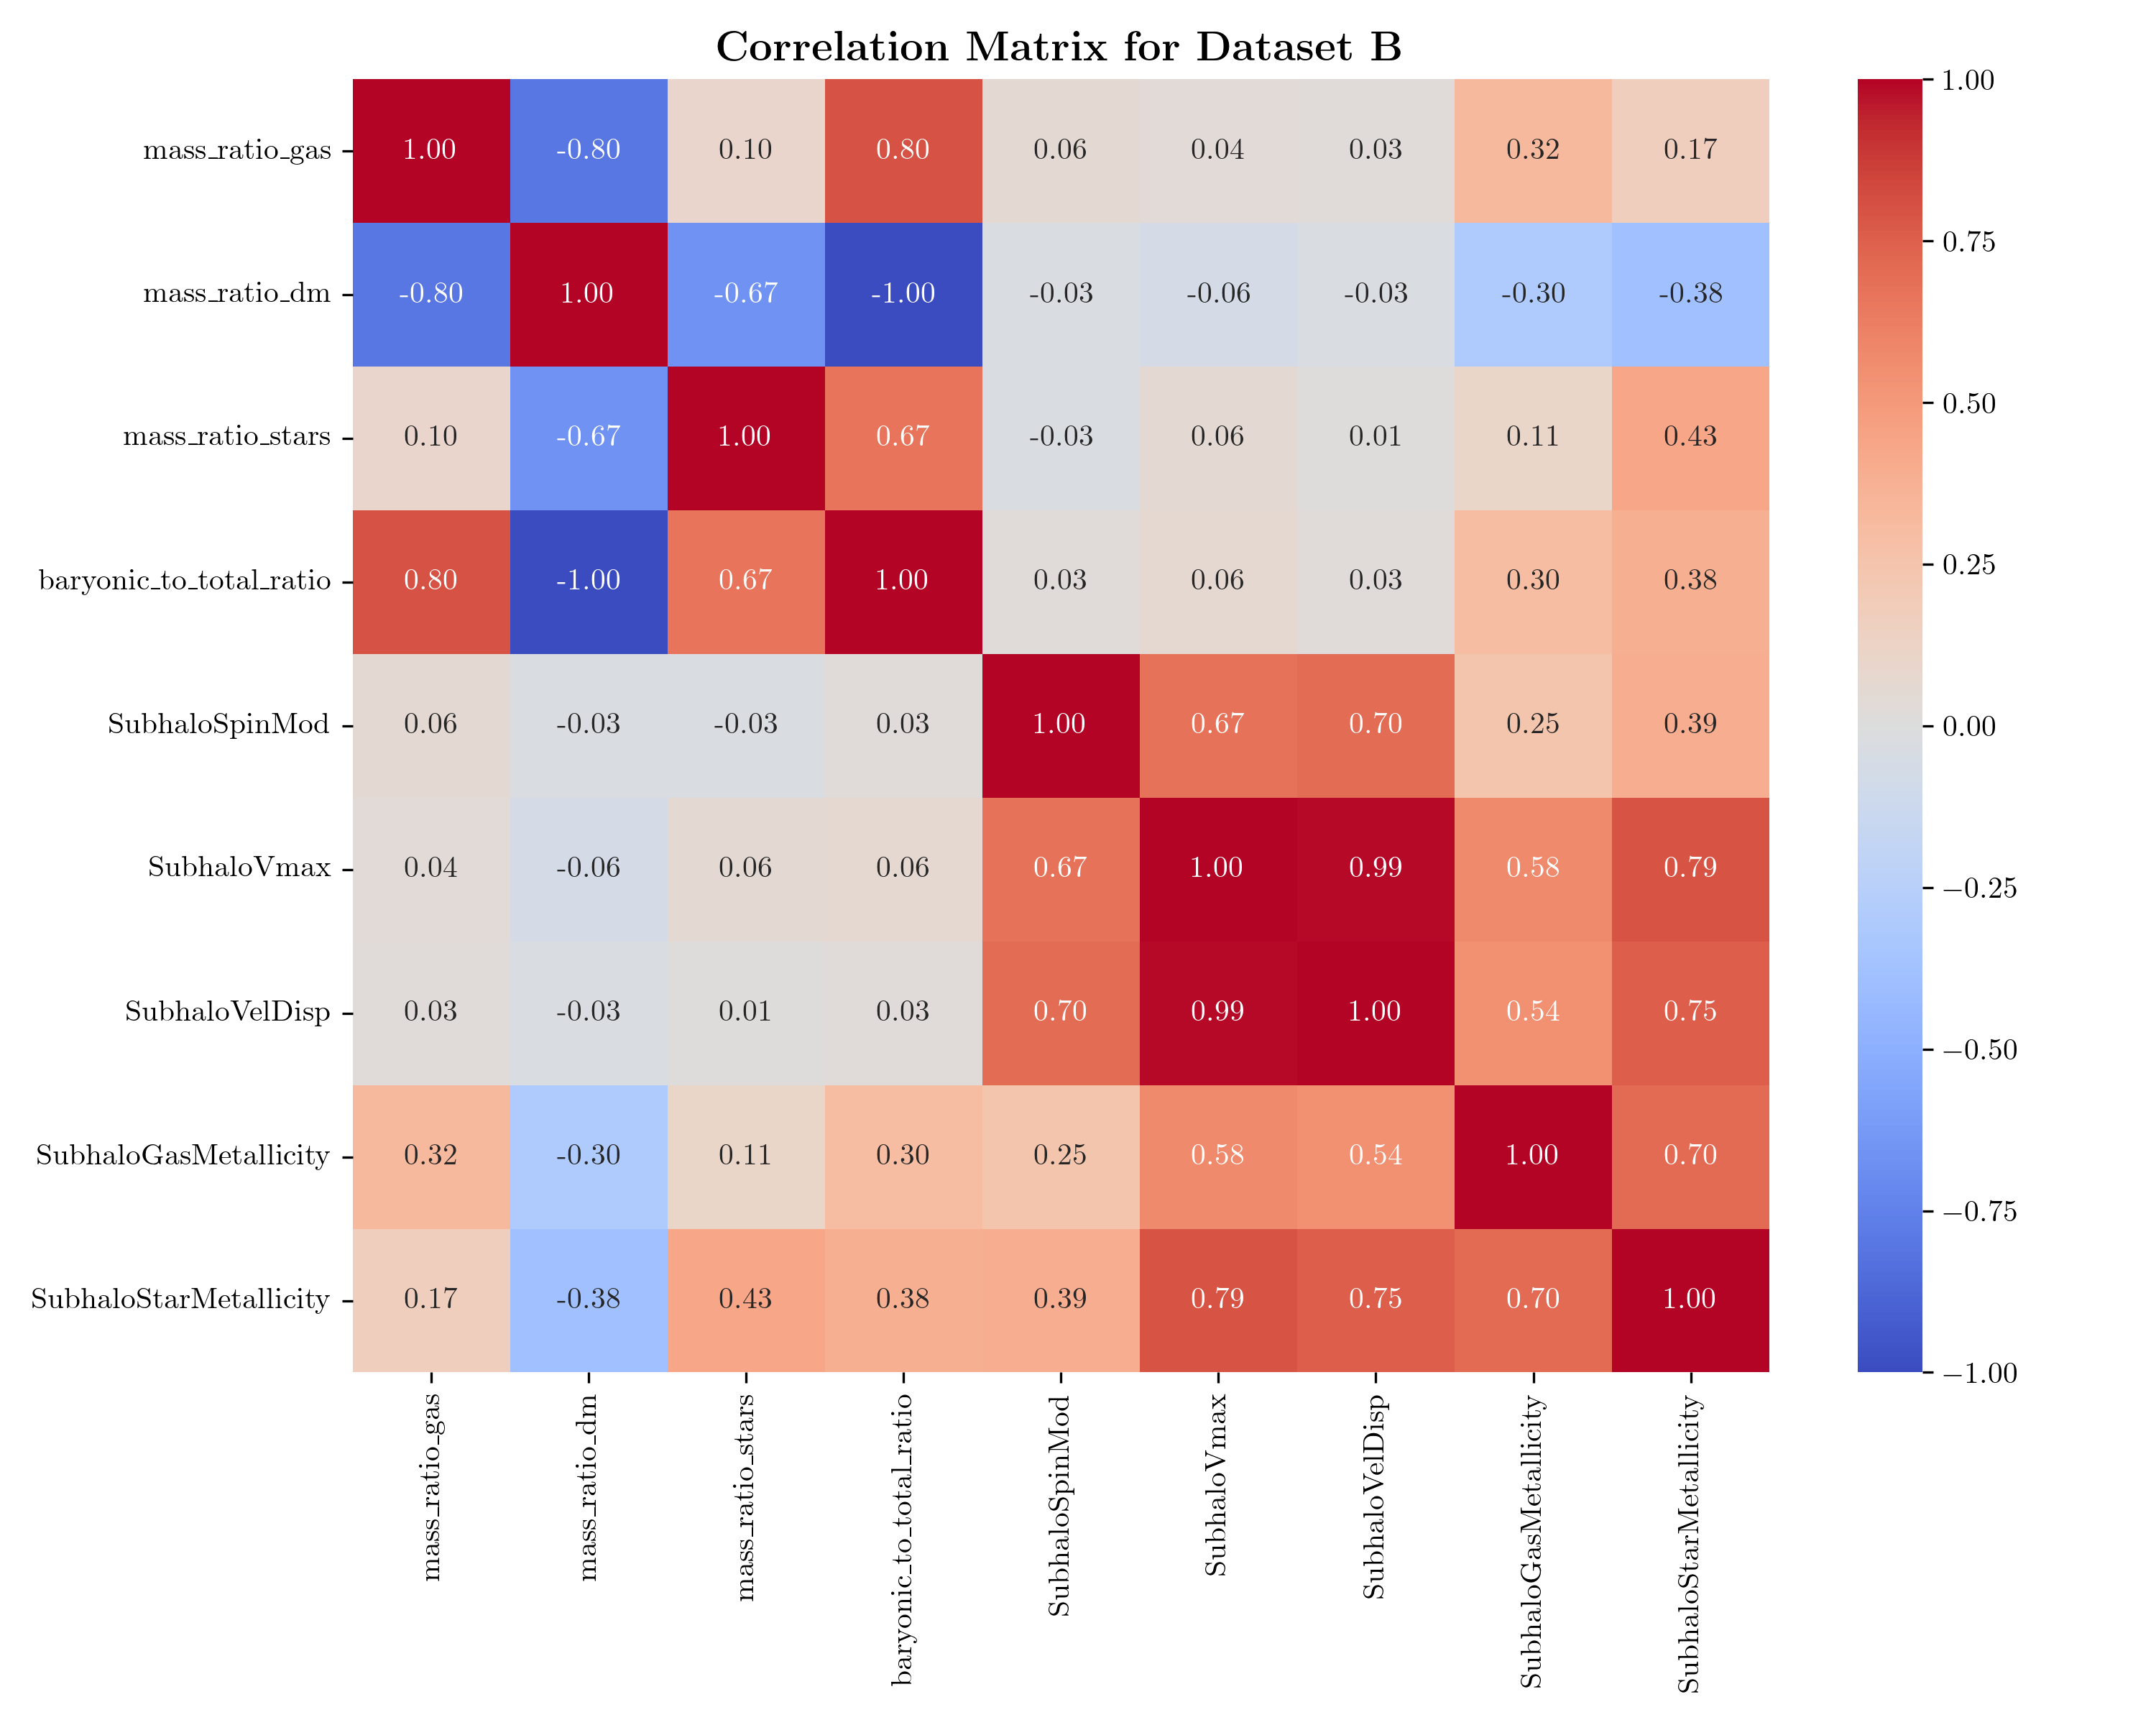 Correlation Matrix for Dataset B
mass_ratio_gas 1.00 -0.80 0.10 0.80 0.06 0.04 0.03 0.32 0.17
mass_ratio_dm -0.80 1.00 -0.67 -1.00 -0.03 -0.06 -0.03 -0.30 -0.38
mass_ratio_stars 0.10 -0.67 1.00 0.67 -0.03 0.06 0.01 0.11 0.43
baryonic_to_total_ratio 0.80 -1.00 0.67 1.00 0.03 0.06 0.03 0.30 0.38
SubhaloSpinMod 0.06 -0.03 -0.03 0.03 1.00 0.67 0.70 0.25 0.39
SubhaloVmax 0.04 -0.06 0.06 0.06 0.67 1.00 0.99 0.58 0.79
SubhaloVelDisp 0.03 -0.03 0.01 0.03 0.70 0.99 1.00 0.54 0.75
SubhaloGasMetallicity 0.32 -0.30 0.11 0.30 0.25 0.58 0.54 1.00 0.70
SubhaloStarMetallicity 0.17 -0.38 0.43 0.38 0.39 0.79 0.75 0.70 1.00
mass_ratio_gas
mass_ratio_dm
mass_ratio_stars
baryonic_to_total_ratio
SubhaloSpinMod
SubhaloVmax
SubhaloVelDisp
SubhaloGasMetallicity
SubhaloStarMetallicity
1.00
0.75
0.50
0.25
0.00
−0.25
−0.50
−0.75
−1.00